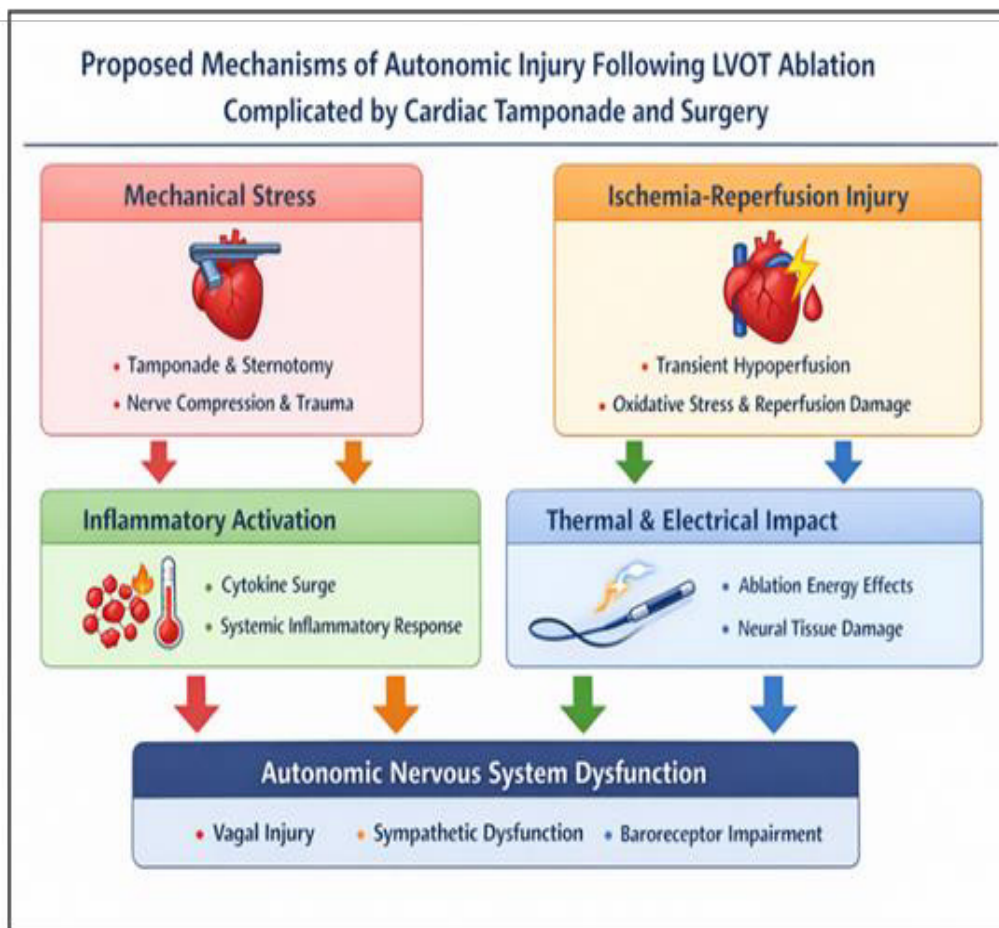 Proposed Mechanisms of Autonomic Injury Following LVOT Ablation
Complicated by Cardiac Tamponade and Surgery
Mechanical Stress
• Tamponade & Sternotomy
• Nerve Compression & Trauma
Ischemia-Reperfusion Injury
• Transient Hypoperfusion
• Oxidative Stress & Reperfusion Damage
Inflammatory Activation
• Cytokine Surge
• Systemic Inflammatory Response
Thermal & Electrical Impact
• Ablation Energy Effects
• Neural Tissue Damage
Autonomic Nervous System Dysfunction
• Vagal Injury • Sympathetic Dysfunction • Baroreceptor Impairment